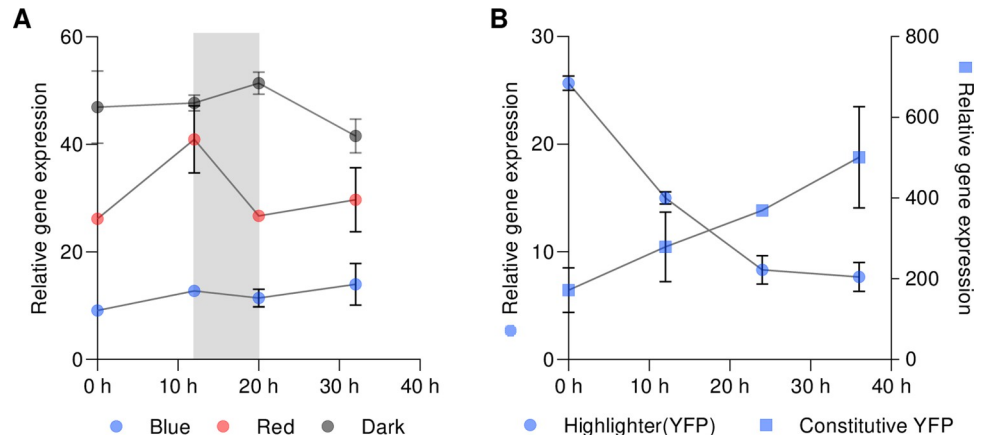 A
60
40
20
0
Relative gene expression
0 h 10 h 20 h 30 h 40 h
Blue Red Dark
B
30
20
10
0
Relative gene expression
800
600
400
200
0
Relative gene expression
0 h 10 h 20 h 30 h 40 h
Highlighter(YFP) Constitutive YFP